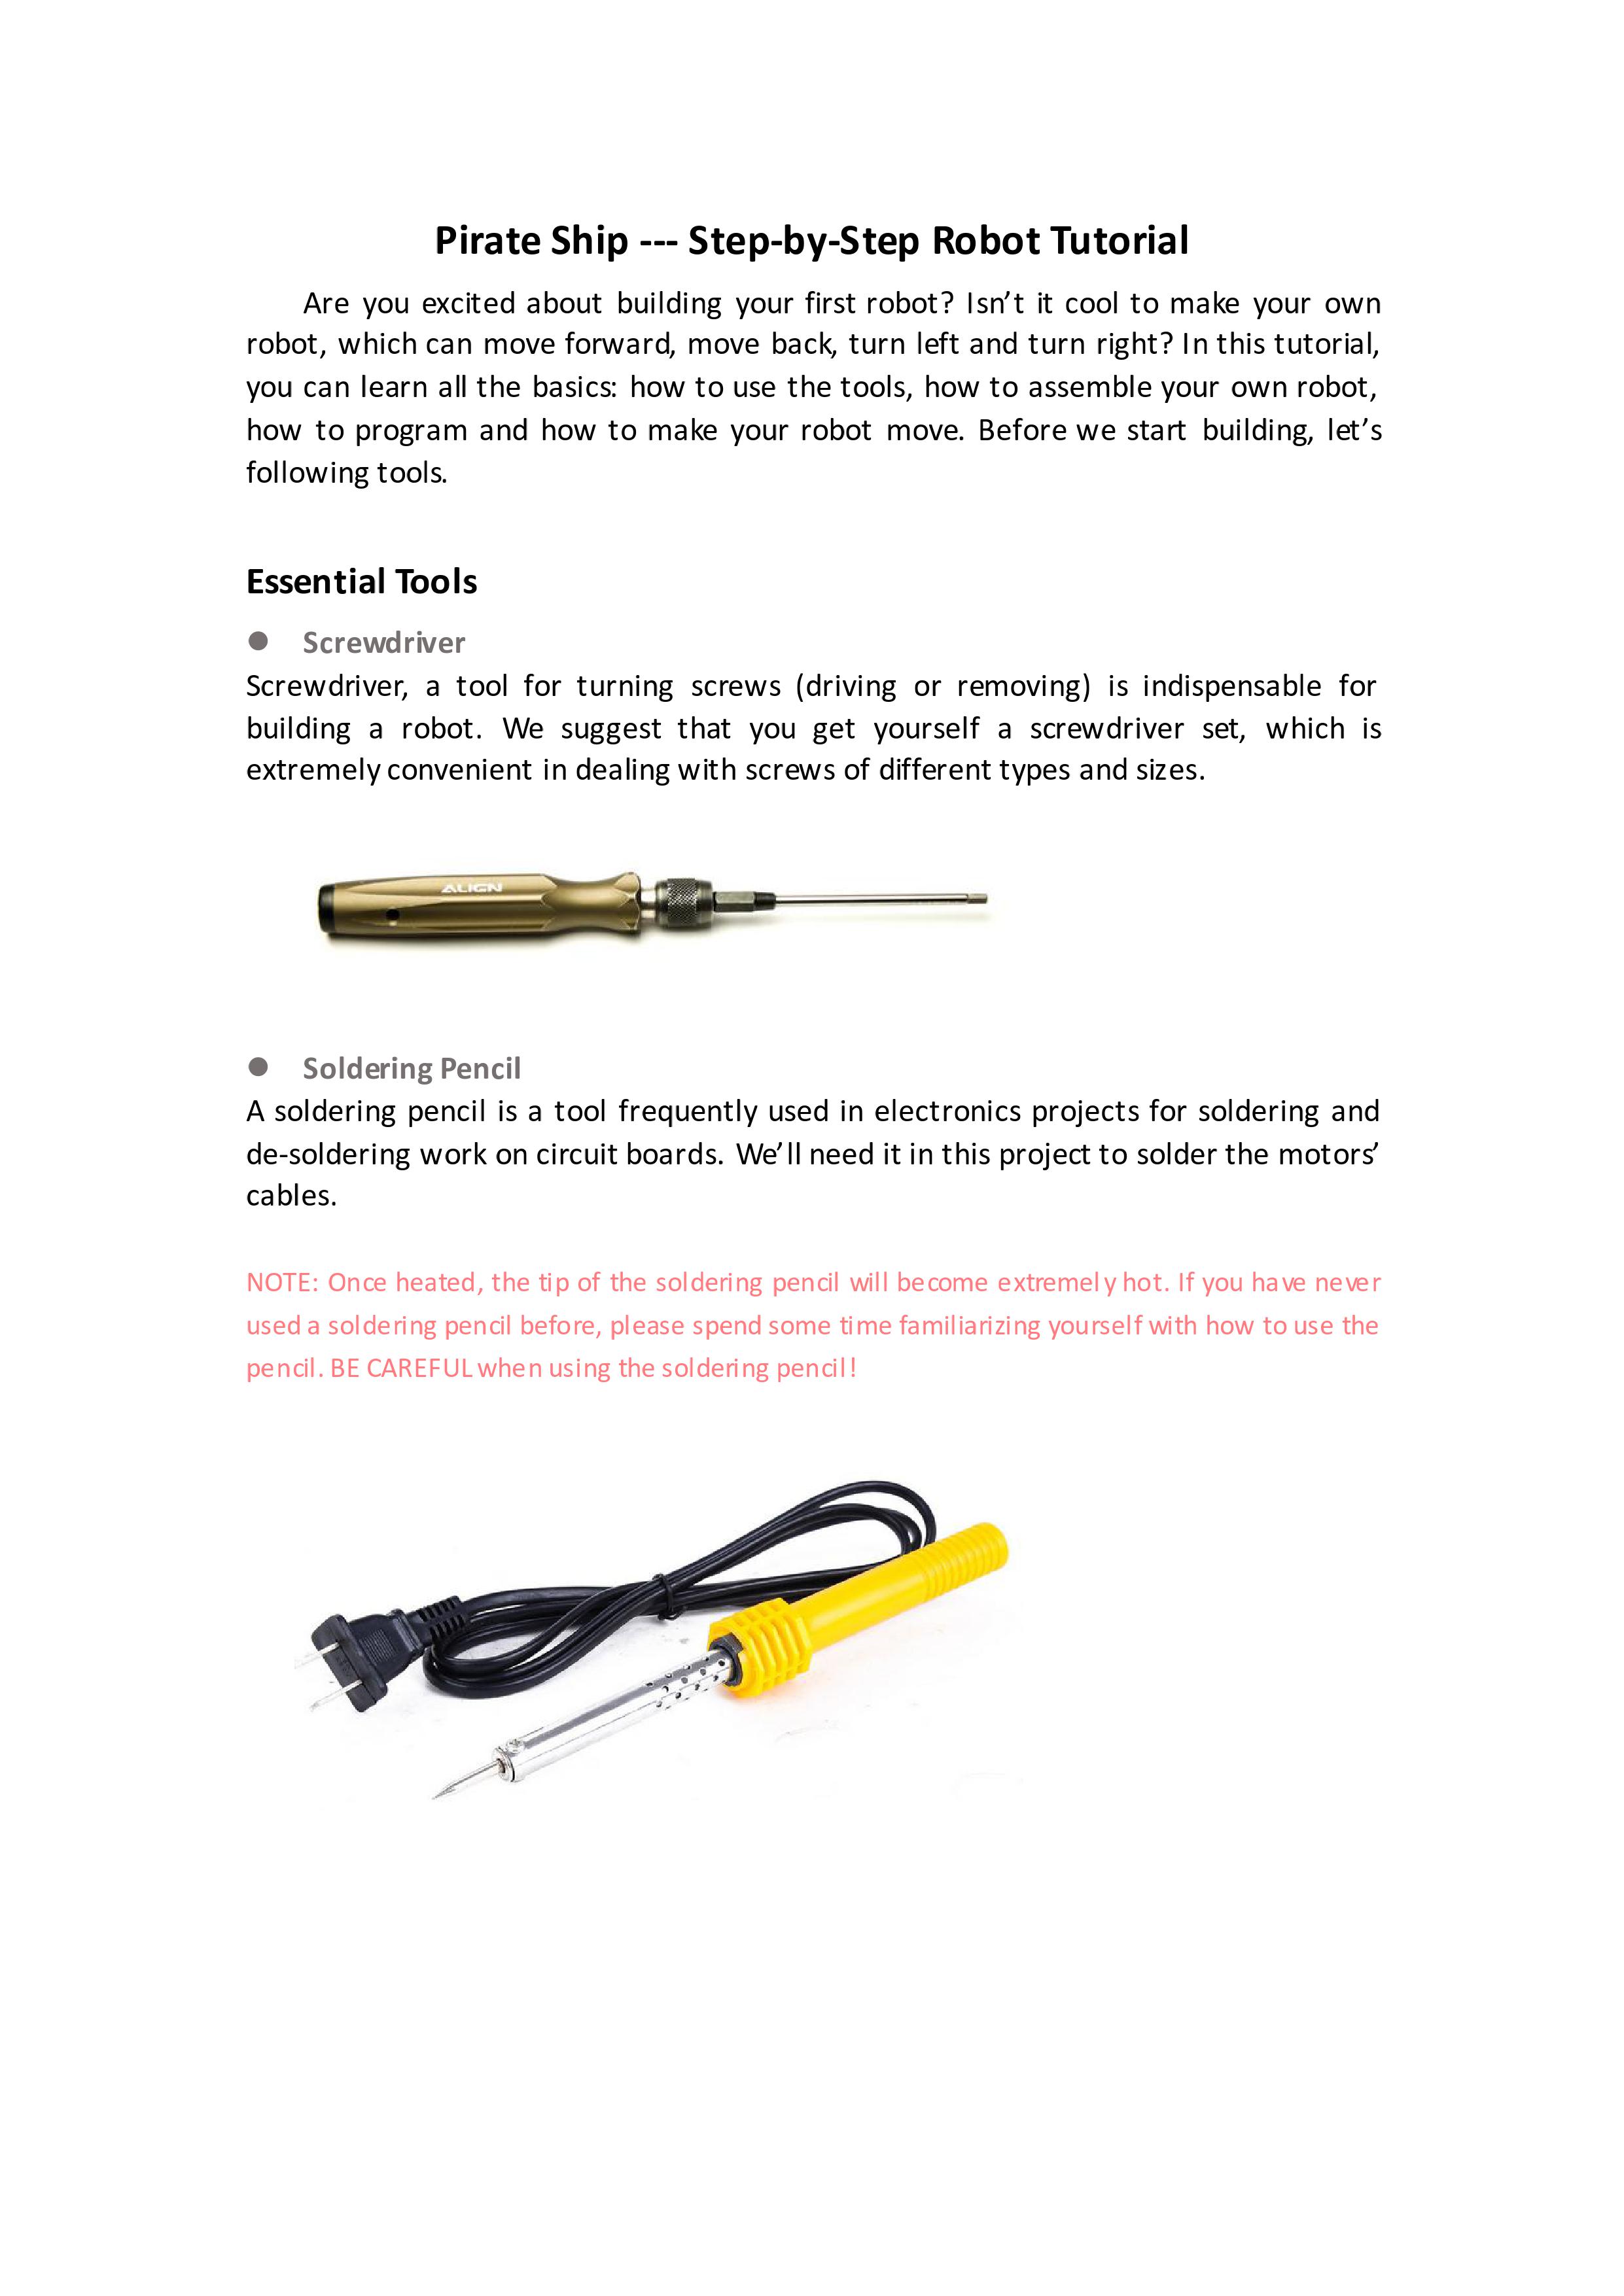 Pirate Ship --- Step-by-Step Robot Tutorial
Are you excited about building your first robot? Isn’t it cool to make your own
robot, which can move forward, move back, turn left and turn right? In this tutorial,
you can learn all the basics: how to use the tools, how to assemble your own robot,
how to program and how to make your robot move. Before we start building, let’s
following tools.
Essential Tools
● Screwdriver
Screwdriver, a tool for turning screws (driving or removing) is indispensable for
building a robot. We suggest that you get yourself a screwdriver set, which is
extremely convenient in dealing with screws of different types and sizes.
ALIGN
● Soldering Pencil
A soldering pencil is a tool frequently used in electronics projects for soldering and
de-soldering work on circuit boards. We’ll need it in this project to solder the motors’
cables.
NOTE: Once heated, the tip of the soldering pencil will become extremely hot. If you have never
used a soldering pencil before, please spend some time familiarizing yourself with how to use the
pencil. BE CAREFUL when using the soldering pencil!